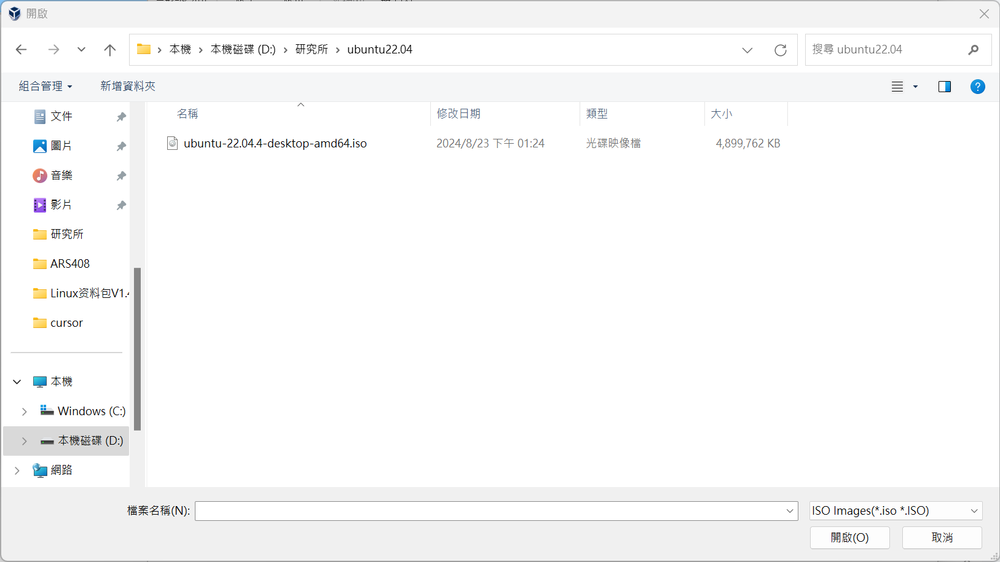 開啟
本機 › 本機磁碟 (D:) › 研究所 › ubuntu22.04
搜尋 ubuntu22.04
組合管理 新增資料夾
名稱 修改日期 類型 大小
ubuntu-22.04.4-desktop-amd64.iso 2024/8/23 下午 01:24 光碟映像檔 4,899,762 KB
文件
圖片
音樂
影片
研究所
ARS408
Linux资料包V1.4
cursor
本機
Windows (C:)
本機磁碟 (D:)
網路
檔案名稱(N):
ISO Images(*.iso *.ISO)
開啟(O) 取消